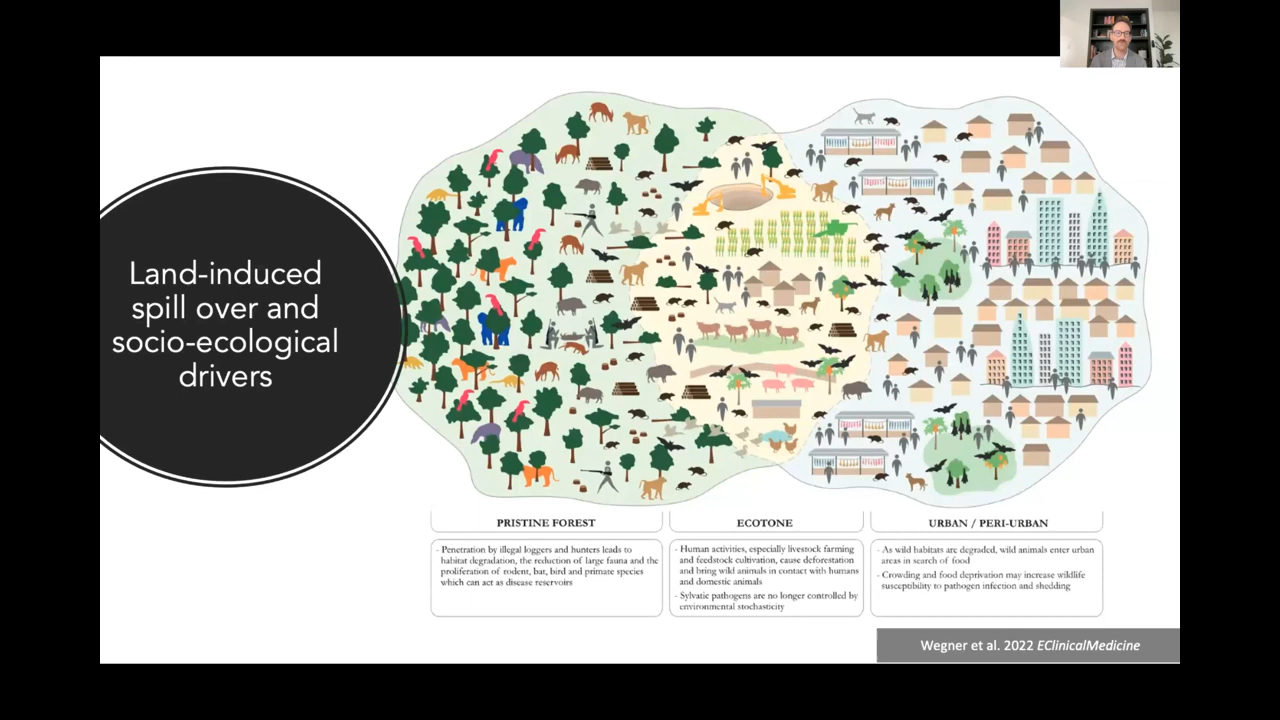 Land-induced
spill over and
socio-ecological
drivers
PRISTINE FOREST
- Penetration by illegal loggers and hunters leads to
habitat degradation, the reduction of large fauna and the
proliferation of rodent, bat, bird and primate species
which can act as disease reservoirs
ECOTONE
- Human activities, especially livestock farming
and feedstock cultivation, cause deforestation
and bring wild animals in contact with humans
and domestic animals
- Sylvatic pathogens are no longer controlled by
environmental stochasticity
URBAN / PERI-URBAN
- As wild habitats are degraded, wild animals enter urban
areas in search of food
- Crowding and food deprivation may increase wildlife
susceptibility to pathogen infection and shedding
Wegner et al. 2022 EClinicalMedicine